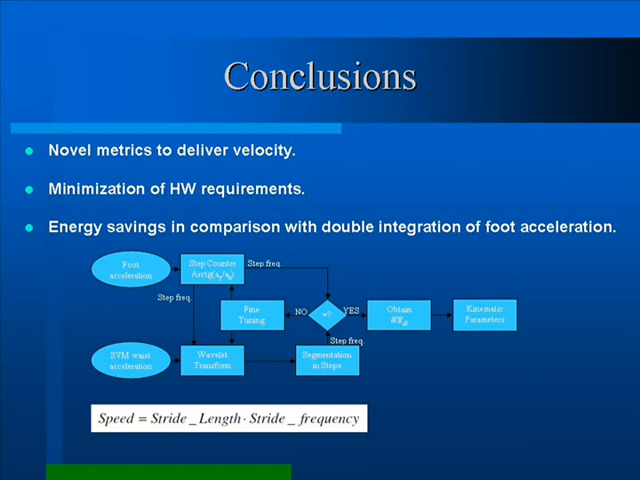 Conclusions
Novel metrics to deliver velocity.
Minimization of HW requirements.
Energy savings in comparison with double integration of foot acceleration.
Foot
acceleration
Step Counter
Step freq.
Step freq.
Fine
Tuning
NO
YES
Obtain
Kinematic
Parameters
Step freq.
SVM waist
acceleration
Wavelet
Transform
Segmentation
in Steps
Speed = Stride_Length · Stride_frequency